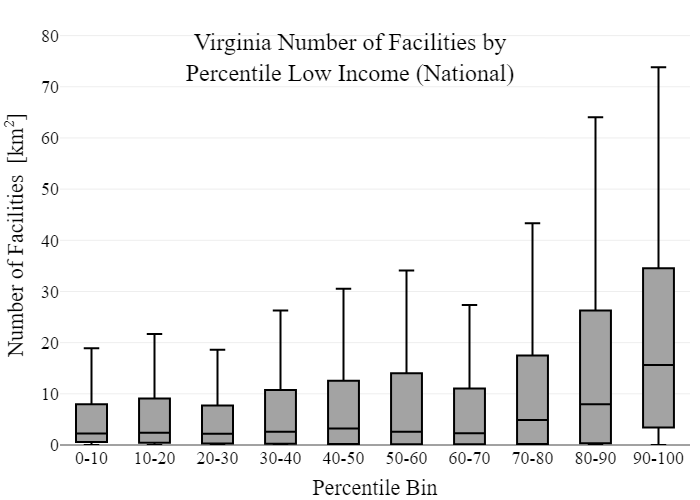 Virginia Number of Facilities by
Percentile Low Income (National)
Number of Facilities [km²]
80
70
60
50
40
30
20
10
0
0-10 10-20 20-30 30-40 40-50 50-60 60-70 70-80 80-90 90-100
Percentile Bin